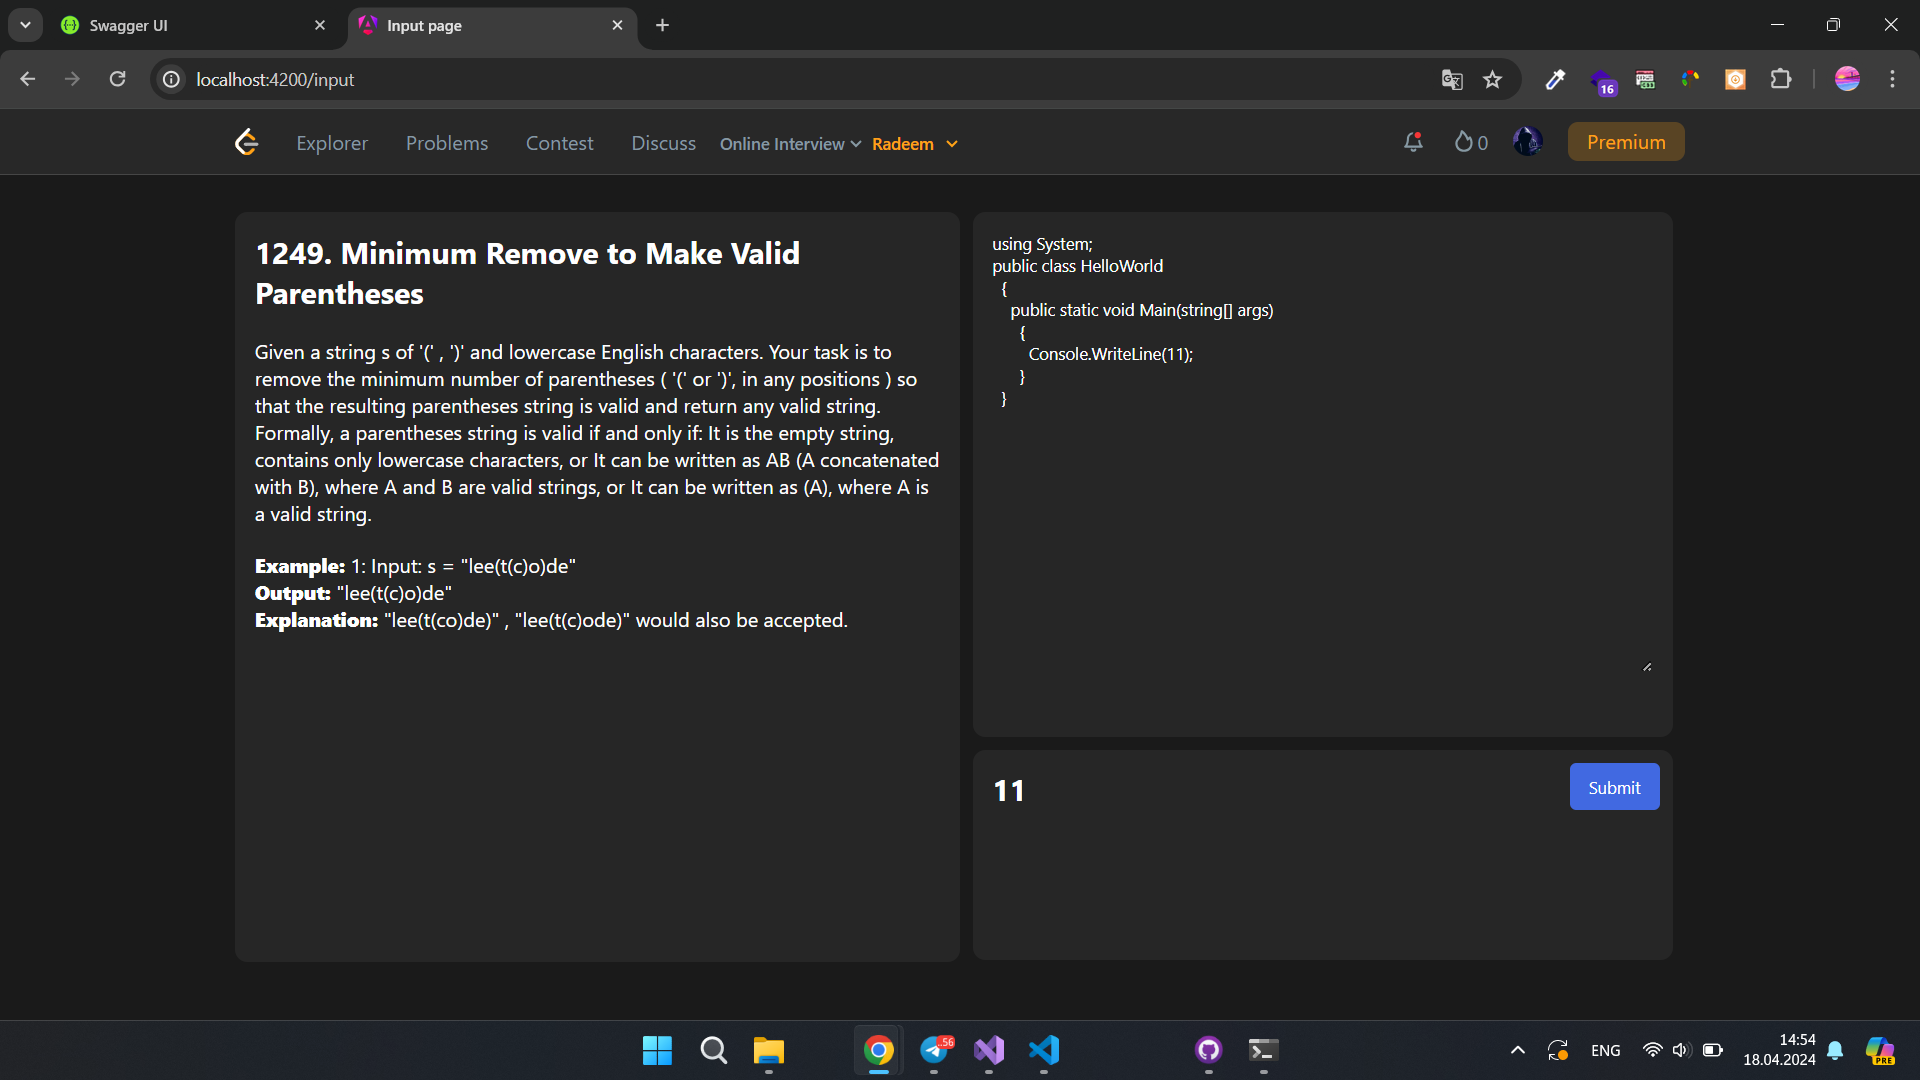 Swagger UI
Input page
localhost:4200/input
16
Explorer
Problems
Contest
Discuss
Online Interview
Radeem
0
Premium
1249. Minimum Remove to Make Valid
Parentheses
Given a string s of '(' , ')' and lowercase English characters. Your task is to
remove the minimum number of parentheses ( '(' or ')', in any positions ) so
that the resulting parentheses string is valid and return any valid string.
Formally, a parentheses string is valid if and only if: It is the empty string,
contains only lowercase characters, or It can be written as AB (A concatenated
with B), where A and B are valid strings, or It can be written as (A), where A is
a valid string.
Example: 1: Input: s = "lee(t(c)o)de"
Output: "lee(t(c)o)de"
Explanation: "lee(t(co)de)" , "lee(t(c)ode)" would also be accepted.
using System;
public class HelloWorld
{
public static void Main(string[] args)
{
Console.WriteLine(11);
}
}
11
Submit
..56
ENG
14:54
18.04.2024
PRE